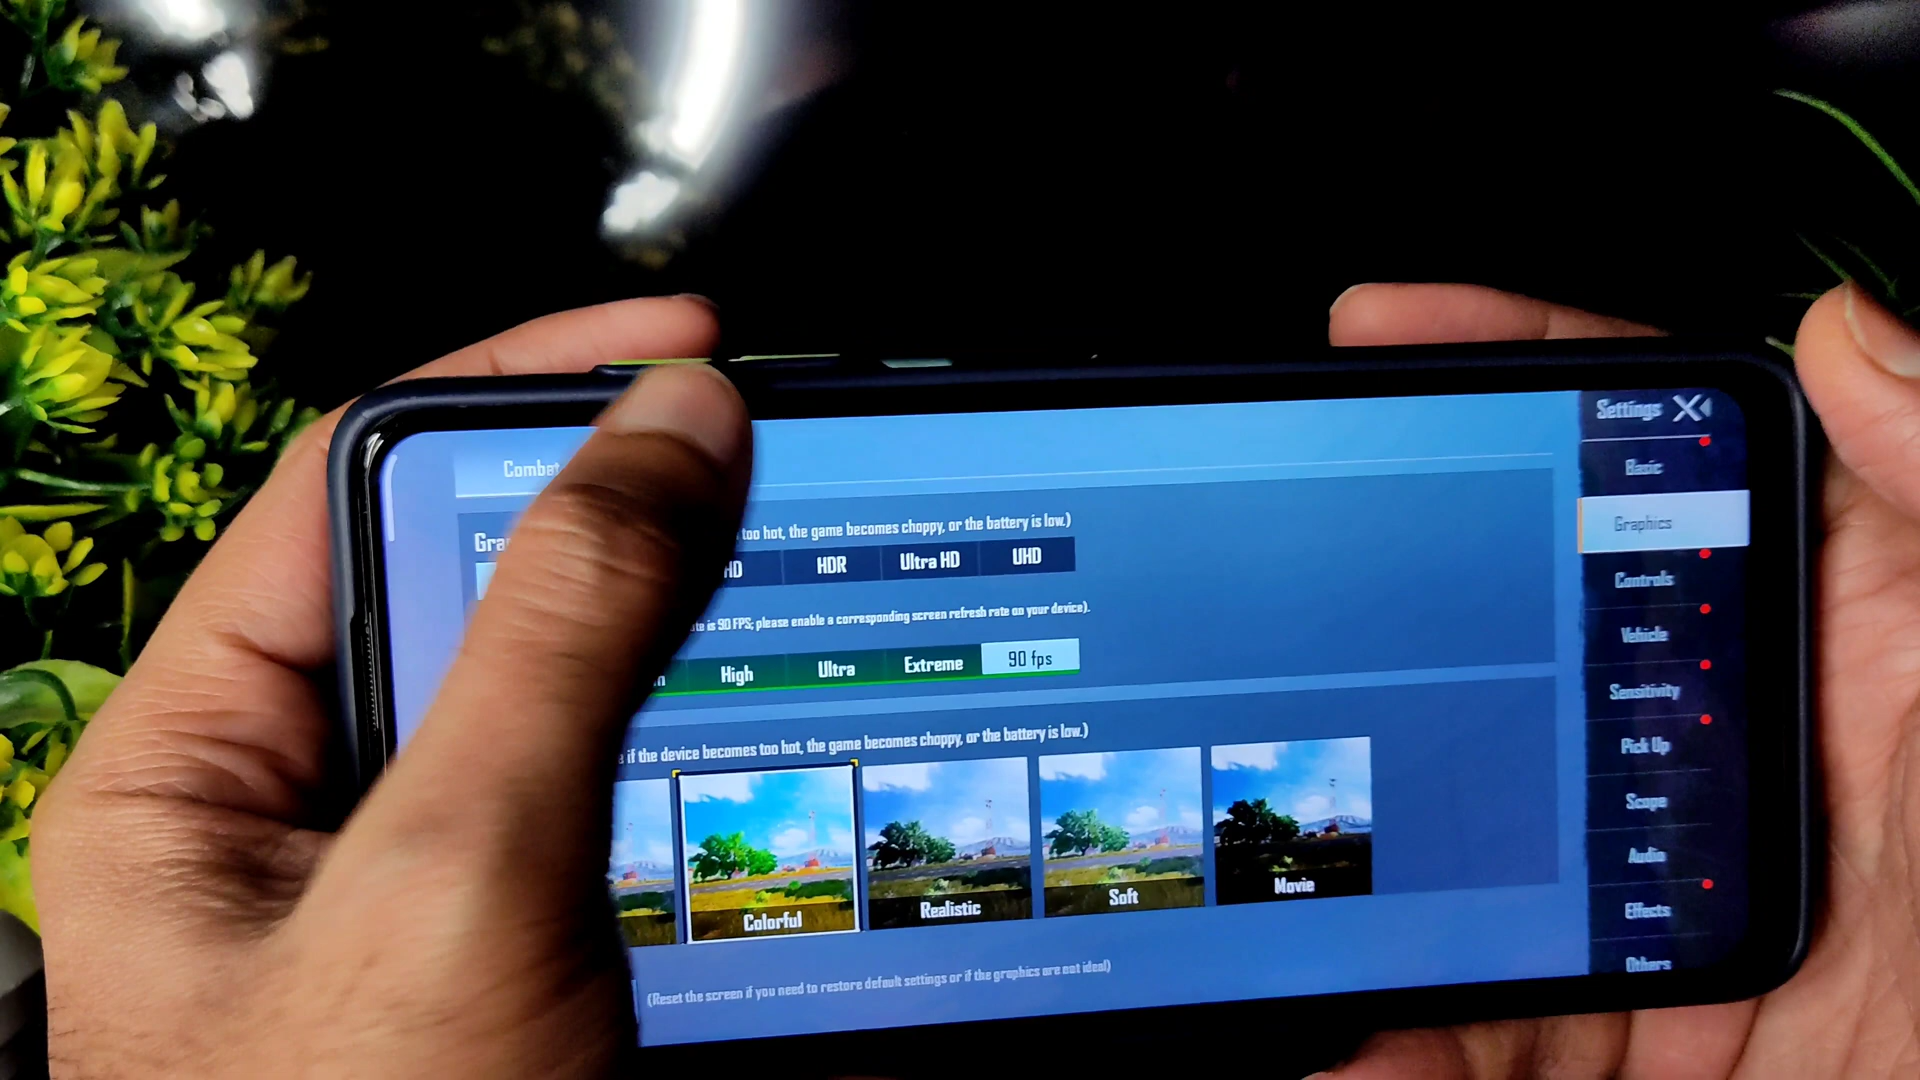 Settings
Combat
too hot, the game becomes choppy, or the battery is low.)
HDR Ultra HD UHD
is 90 FPS; please enable a corresponding screen refresh rate on your device).
High Ultra Extreme 90 fps
if the device becomes too hot, the game becomes choppy, or the battery is low.)
Colorful Realistic Soft Movie
(Reset the screen if you need to restore default settings or if the graphics are not ideal)
Basic
Graphics
Controls
Vehicle
Sensitivity
Pick Up
Scope
Audio
Effects
Others